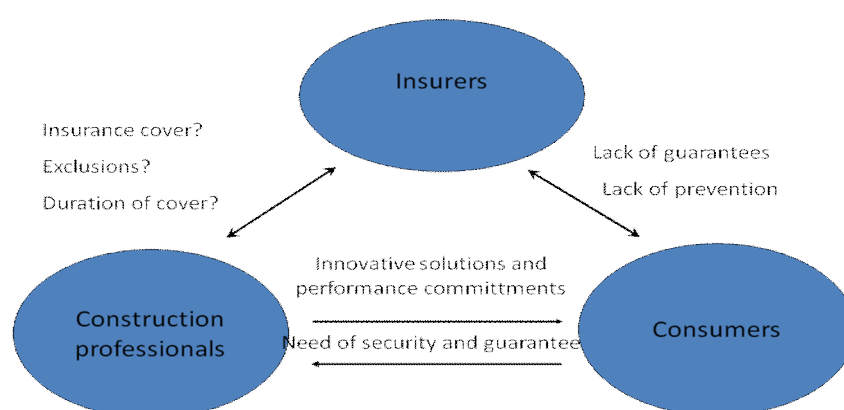 Insurers
Insurance cover?
Exclusions?
Duration of cover?
Lack of guarantees
Lack of prevention
Innovative solutions and
performance committments
Need of security and guarantee
Construction
professionals
Consumers